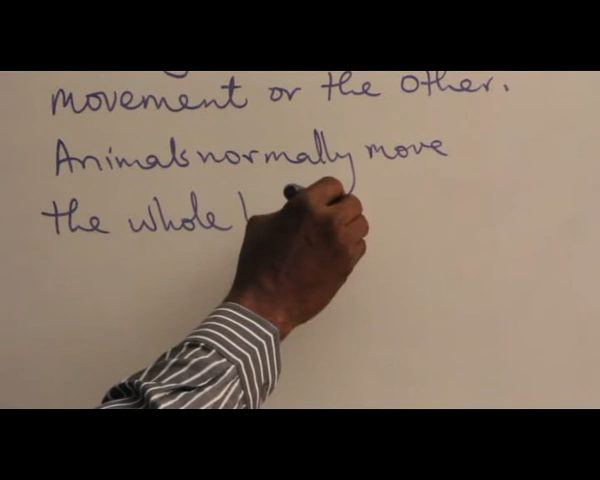 movement or the other.
Animals normally move
the whole